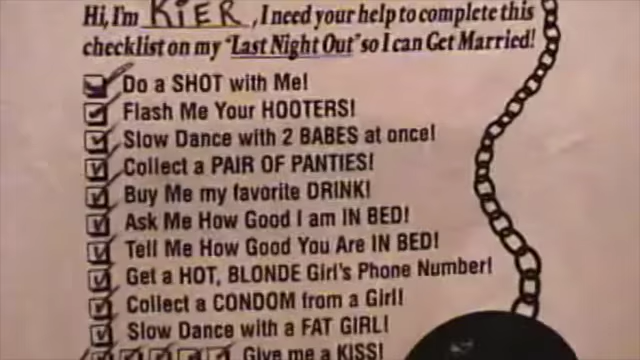 Hi, I'm KIER, I need your help to complete this
checklist on my "Last Night Out" so I can Get Married!
Do a SHOT with Me!
Flash Me Your HOOTERS!
Slow Dance with 2 BABES at once!
Collect a PAIR OF PANTIES!
Buy Me my favorite DRINK!
Ask Me How Good I am IN BED!
Tell Me How Good You Are IN BED!
Get a HOT, BLONDE Girl's Phone Number!
Collect a CONDOM from a Girl!
Slow Dance with a FAT GIRL!
Give me a KISS!